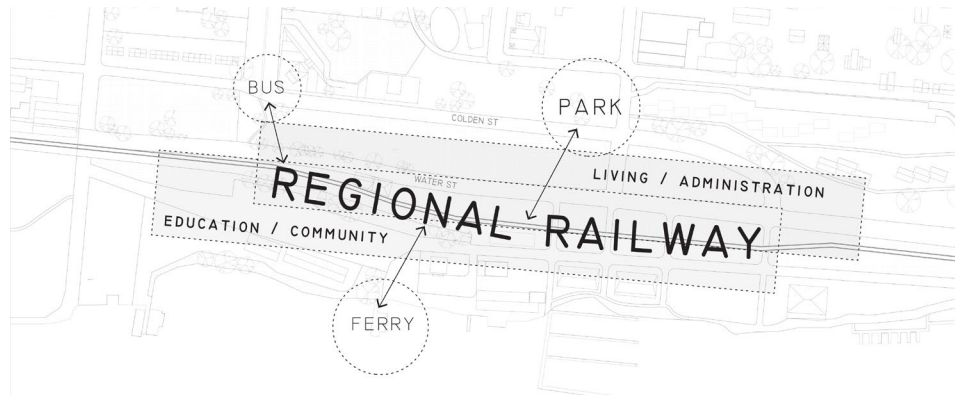 BUS
PARK
COLDEN ST
LIVING / ADMINISTRATION
WATER ST
REGIONAL RAILWAY
EDUCATION / COMMUNITY
FERRY